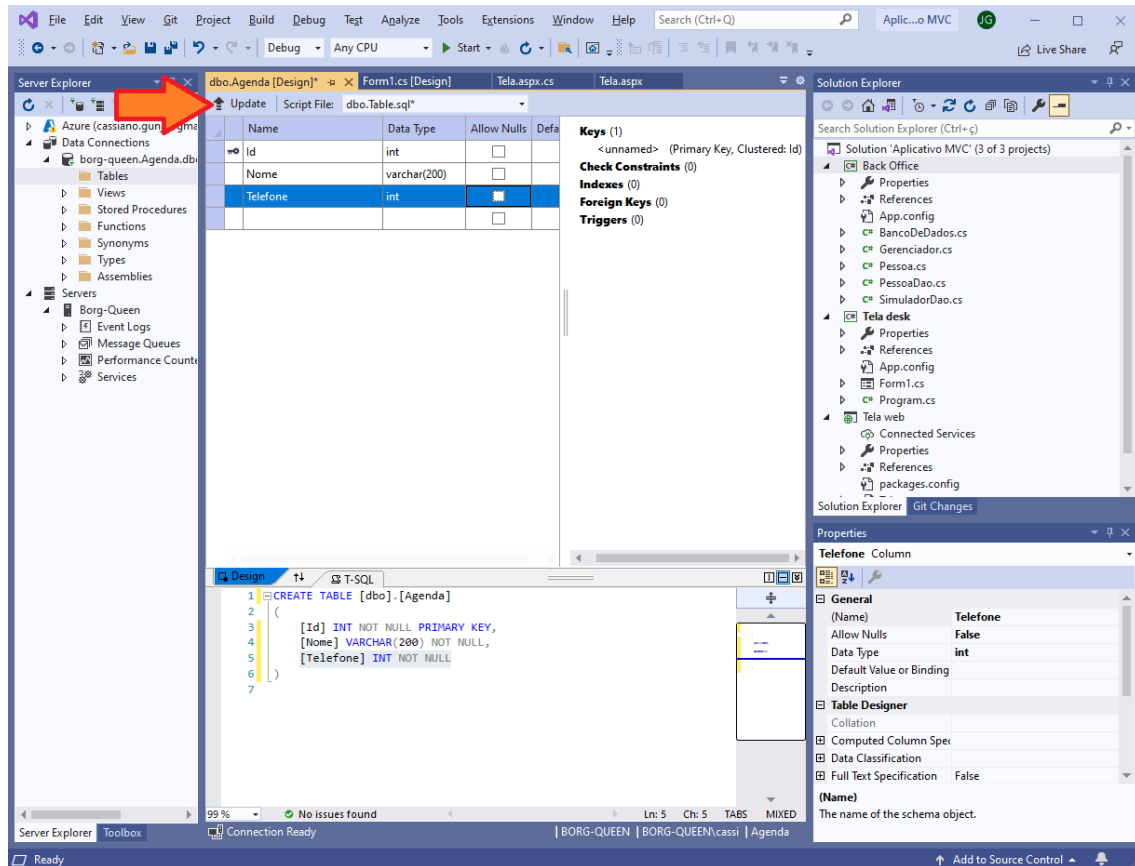 File Edit View Git Project Build Debug Test Analyze Tools Extensions Window Help Search (Ctrl+Q) Aplic...o MVC JG
Debug Any CPU Start Live Share
Server Explorer
Azure (cassiano.gun
Data Connections
borg-queen.Agenda.db
Tables
Views
Stored Procedures
Functions
Synonyms
Types
Assemblies
Servers
Borg-Queen
Event Logs
Message Queues
Performance Counte
Services
Server Explorer Toolbox
dbo.Agenda [Design]* Form1.cs [Design] Tela.aspx.cs Tela.aspx
Update Script File: dbo.Table.sql*
Name Data Type Allow Nulls Defa
Id int
Nome varchar(200)
Telefone int
Keys (1)
<unnamed> (Primary Key, Clustered: Id)
Check Constraints (0)
Indexes (0)
Foreign Keys (0)
Triggers (0)
Design T-SQL
1 CREATE TABLE [dbo].[Agenda]
2 (
3 [Id] INT NOT NULL PRIMARY KEY,
4 [Nome] VARCHAR(200) NOT NULL,
5 [Telefone] INT NOT NULL
6 )
7
99 % No issues found Ln: 5 Ch: 5 TABS MIXED
Connection Ready | BORG-QUEEN | BORG-QUEEN\cassi | Agenda
Solution Explorer
Search Solution Explorer (Ctrl+ç)
Solution 'Aplicativo MVC' (3 of 3 projects)
C# Back Office
Properties
References
App.config
C# BancoDeDados.cs
C# Gerenciador.cs
C# Pessoa.cs
C# PessoaDao.cs
C# SimuladorDao.cs
C# Tela desk
Properties
References
App.config
Form1.cs
C# Program.cs
Tela web
Connected Services
Properties
References
packages.config
Solution Explorer Git Changes
Properties
Telefone Column
General
(Name) Telefone
Allow Nulls False
Data Type int
Default Value or Binding
Description
Table Designer
Collation
Computed Column Spec
Data Classification
Full Text Specification False
(Name)
The name of the schema object.
Ready Add to Source Control